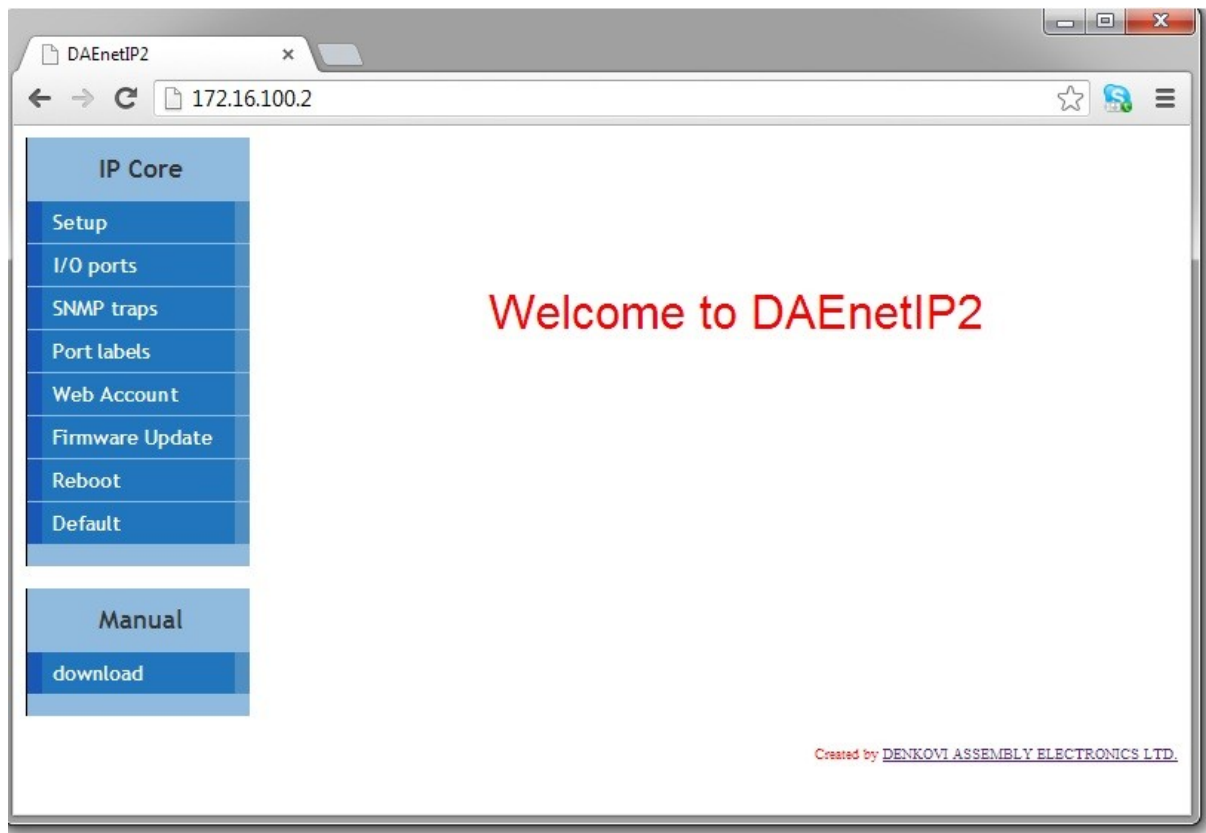 DAEnetIP2
172.16.100.2
IP Core
Setup
I/O ports
SNMP traps
Port labels
Web Account
Firmware Update
Reboot
Default
Welcome to DAEnetIP2
Manual
download
Created by DENKOVI ASSEMBLY ELECTRONICS LTD.